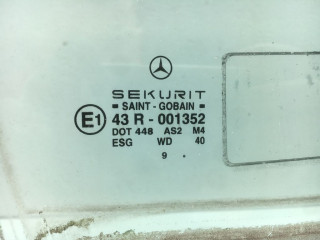 SEKURIT
SAINT - GOBAIN
E1 43 R - 001352
DOT 448 AS2 M4
ESG WD 40
9